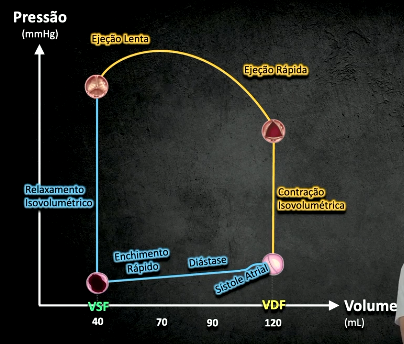 Pressão
(mmHg)
Ejeção Lenta
Ejeção Rápida
Relaxamento
Isovolumétrico
Contração
Isovolumétrica
Enchimento
Rápido
Diástase
Sístole Atrial
VSF
VDF
Volume
(mL)
40
70
90
120